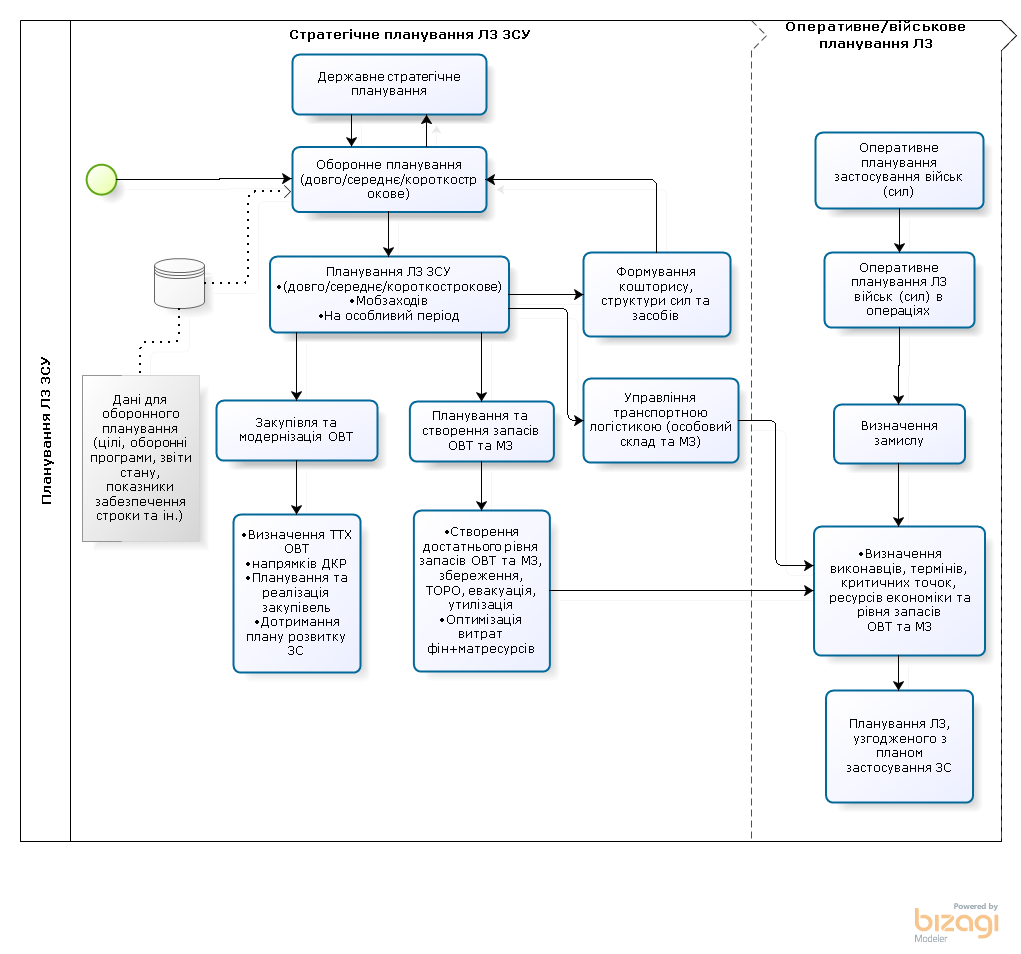 Стратегічне планування ЛЗ ЗСУ
Оперативне/військове
планування ЛЗ
Планування ЛЗ ЗСУ
Державне стратегічне
планування
Оборонне планування
(довго/середнє/короткостр
окове)
Планування ЛЗ ЗСУ
•(довго/середнє/короткострокове)
•Мобзаходів
•На особливий період
Формування
кошторису,
структури сил та
засобів
Дані для
оборонного
планування
(цілі, оборонні
програми, звіти
стану,
показники
забезпечення
строки та ін.)
Закупівля та
модернізація ОВТ
Планування та
створення запасів
ОВТ та МЗ
Управління
транспортною
логістикою (особовий
склад та МЗ)
•Визначення ТТХ
ОВТ
•напрямків ДКР
•Планування та
реалізація
закупівель
•Дотримання
плану розвитку
ЗС
•Створення
достатнього рівня
запасів ОВТ та МЗ,
збереження,
ТОРО, евакуація,
утилізація
•Оптимізація
витрат
фін+матресурсів
Оперативне
планування
застосування військ
(сил)
Оперативне
планування ЛЗ
військ (сил) в
операціях
Визначення
замислу
•Визначення
виконавців, термінів,
критичних точок,
ресурсів економіки та
рівня запасів
ОВТ та МЗ
Планування ЛЗ,
узгодженого з
планом
застосування ЗС
Powered by
bizagi
Modeler